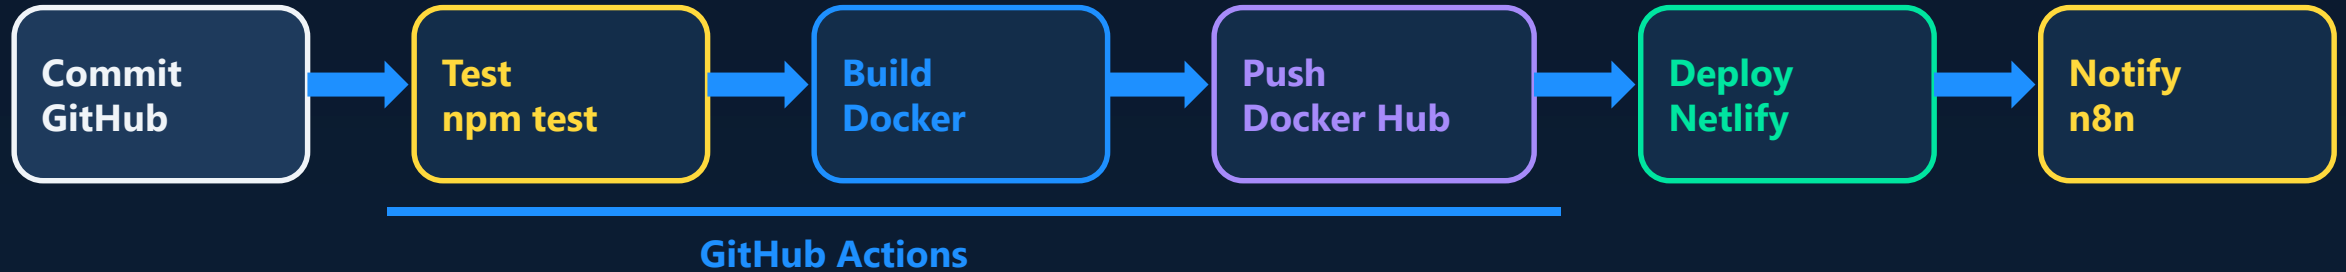 Commit
GitHub
Test
npm test
Build
Docker
Push
Docker Hub
Deploy
Netlify
Notify
n8n
GitHub Actions